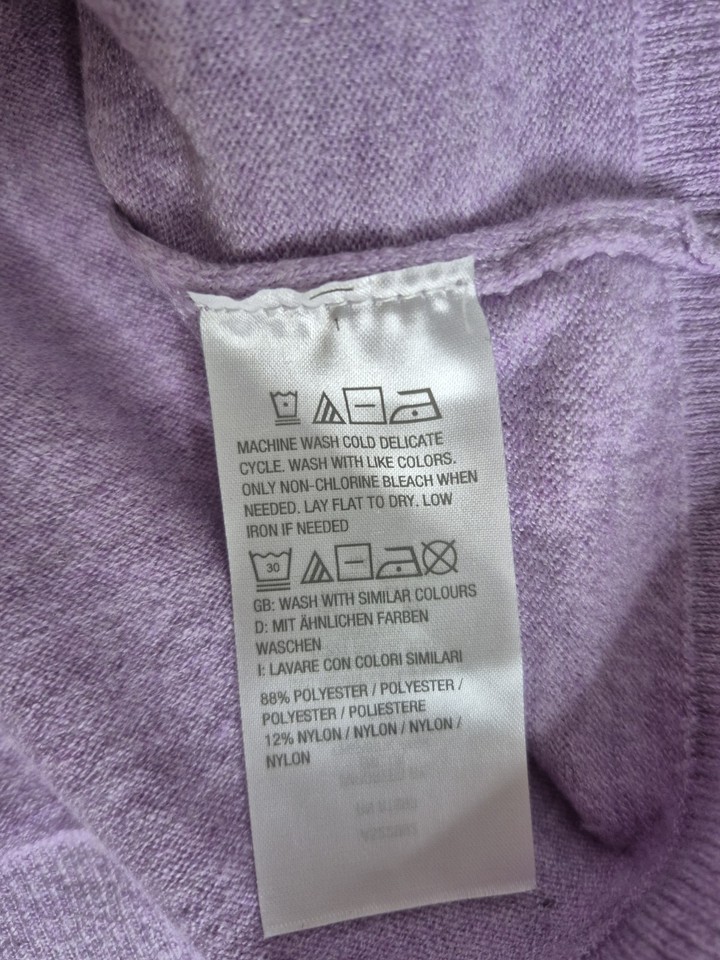 MACHINE WASH COLD DELICATE
CYCLE. WASH WITH LIKE COLORS.
ONLY NON-CHLORINE BLEACH WHEN
NEEDED. LAY FLAT TO DRY. LOW
IRON IF NEEDED
30
GB: WASH WITH SIMILAR COLOURS
D: MIT ÄHNLICHEN FARBEN
WASCHEN
I: LAVARE CON COLORI SIMILARI
88% POLYESTER / POLYESTER /
POLYESTER / POLIESTERE
12% NYLON / NYLON / NYLON /
NYLON